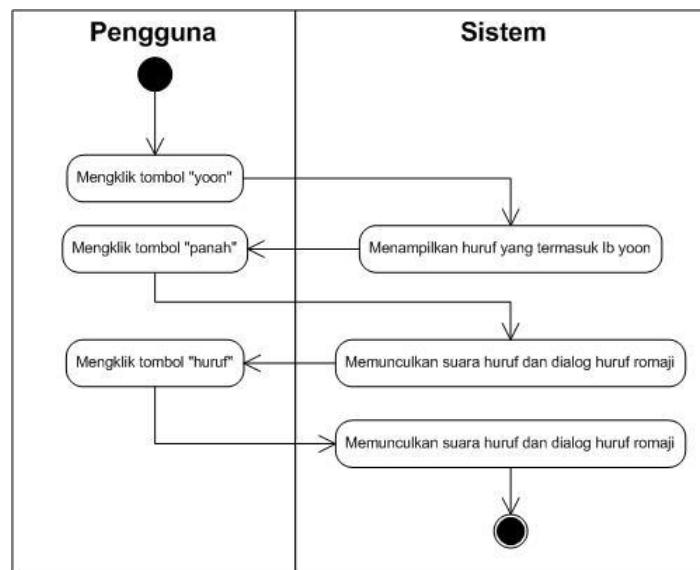 Pengguna
Sistem
Mengklik tombol "yoon"
Menampilkan huruf yang termasuk lb yoon
Mengklik tombol "panah"
Memunculkan suara huruf dan dialog huruf romaji
Mengklik tombol "huruf"
Memunculkan suara huruf dan dialog huruf romaji